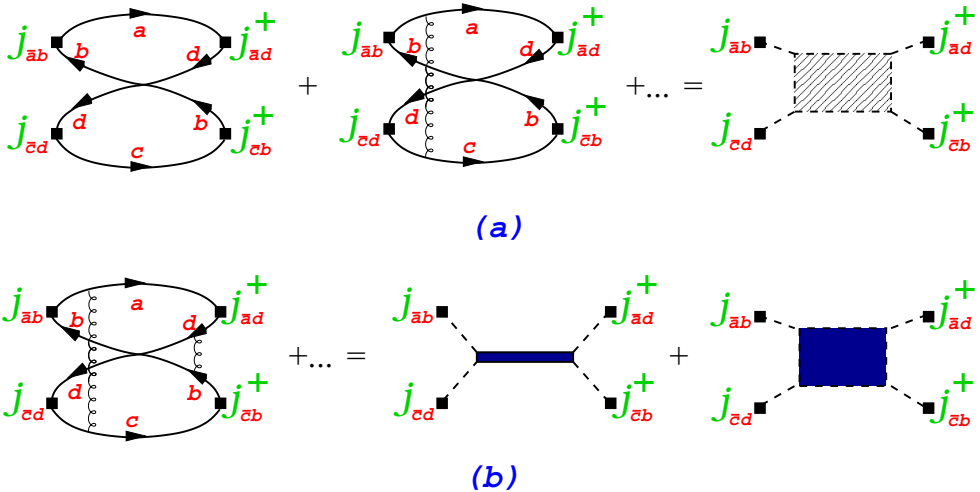 a a
j_{āb} b d j^+_{ād} + j_{āb} b d j^+_{ād} +... = j_{āb} j^+_{ād}
j_{c̄d} d b j^+_{c̄b} j_{c̄d} d b j^+_{c̄b} j_{c̄d} j^+_{c̄b}
c c
(a)
a
j_{āb} b d j^+_{ād} +... = j_{āb} j^+_{ād} + j_{āb} j^+_{ād}
j_{c̄d} d b j^+_{c̄b} j_{c̄d} j^+_{c̄b} j_{c̄d} j^+_{c̄b}
c
(b)